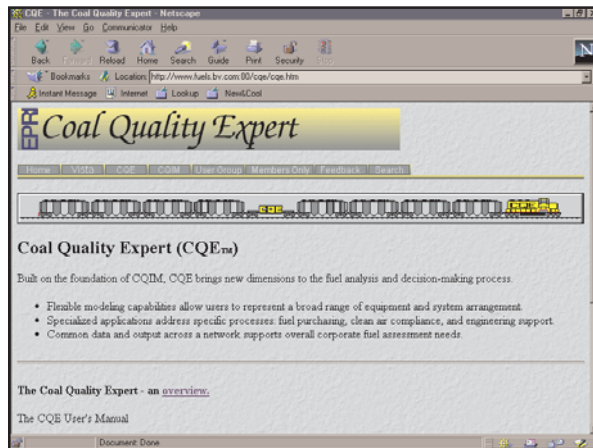 CQE - The Coal Quality Expert - Netscape
File Edit View Go Communicator Help
Back Forward Reload Home Search Guide Print Security Stop
Bookmarks Location: http://www.fuels.bv.com:80/cqe/cqe.htm
Instant Message Internet Lookup New&Cool
EPRI Coal Quality Expert
Home Vista CQE CQIM User Group Members Only Feedback Search
Coal Quality Expert (CQE™)
Built on the foundation of CQIM, CQE brings new dimensions to the fuel analysis and decision-making process.
• Flexible modeling capabilities allow users to represent a broad range of equipment and system arrangement.
• Specialized applications address specific processes: fuel purchasing, clean air compliance, and engineering support.
• Common data and output across a network supports overall corporate fuel assessment needs.
The Coal Quality Expert - an overview.
The CQE User's Manual
Document: Done